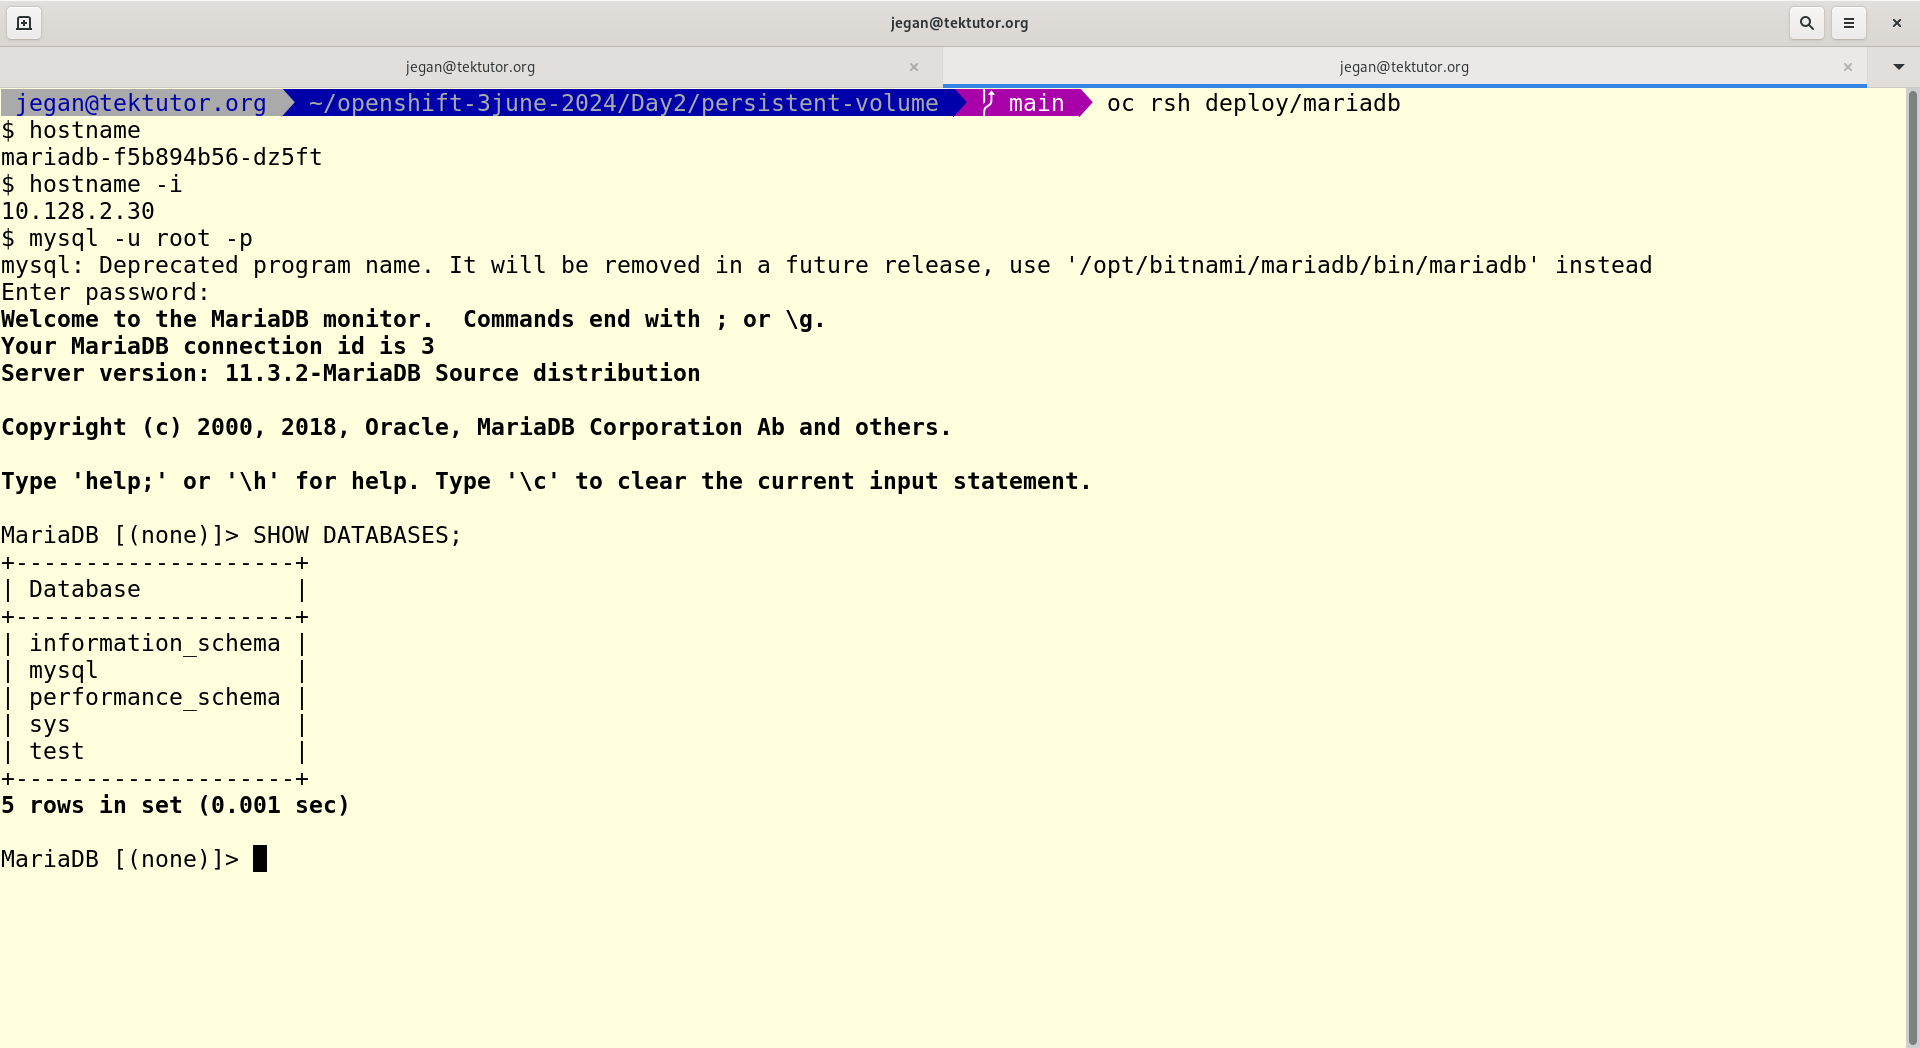 jegan@tektutor.org
jegan@tektutor.org
jegan@tektutor.org
jegan@tektutor.org ~/openshift-3june-2024/Day2/persistent-volume main oc rsh deploy/mariadb
$ hostname
mariadb-f5b894b56-dz5ft
$ hostname -i
10.128.2.30
$ mysql -u root -p
mysql: Deprecated program name. It will be removed in a future release, use '/opt/bitnami/mariadb/bin/mariadb' instead
Enter password:
Welcome to the MariaDB monitor.  Commands end with ; or \g.
Your MariaDB connection id is 3
Server version: 11.3.2-MariaDB Source distribution
Copyright (c) 2000, 2018, Oracle, MariaDB Corporation Ab and others.
Type 'help;' or '\h' for help. Type '\c' to clear the current input statement.
MariaDB [(none)]> SHOW DATABASES;
+--------------------+
| Database           |
+--------------------+
| information_schema |
| mysql              |
| performance_schema |
| sys                |
| test               |
+--------------------+
5 rows in set (0.001 sec)
MariaDB [(none)]>